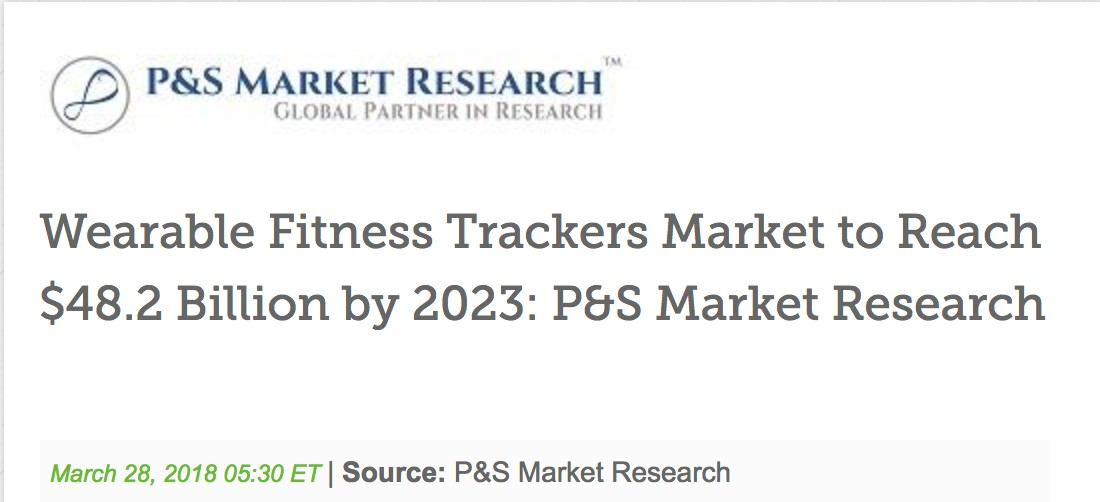 P&S MARKET RESEARCH™
GLOBAL PARTNER IN RESEARCH
Wearable Fitness Trackers Market to Reach
$48.2 Billion by 2023: P&S Market Research
March 28, 2018 05:30 ET | Source: P&S Market Research